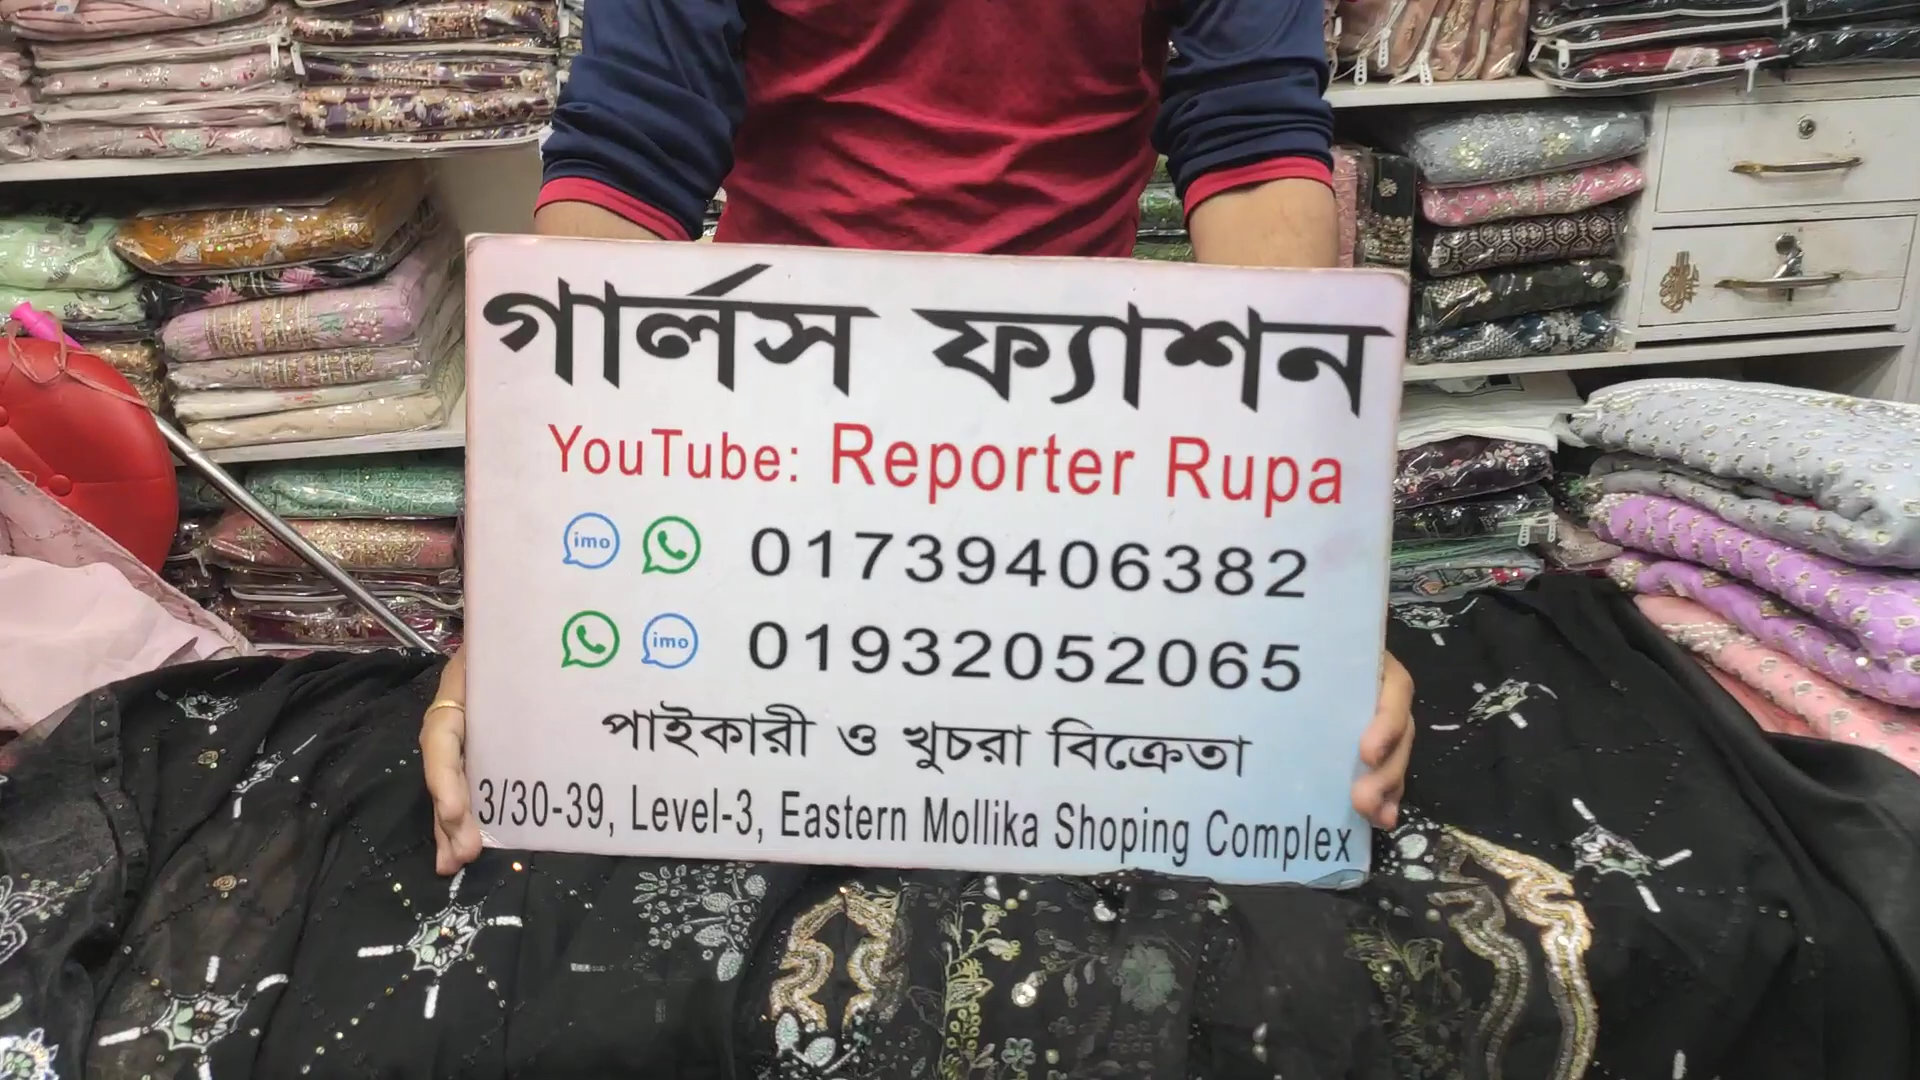 গার্লস ফ্যাশন
YouTube: Reporter Rupa
imo 01739406382
imo 01932052065
পাইকারী ও খুচরা বিক্রেতা
3/30-39, Level-3, Eastern Mollika Shoping Complex